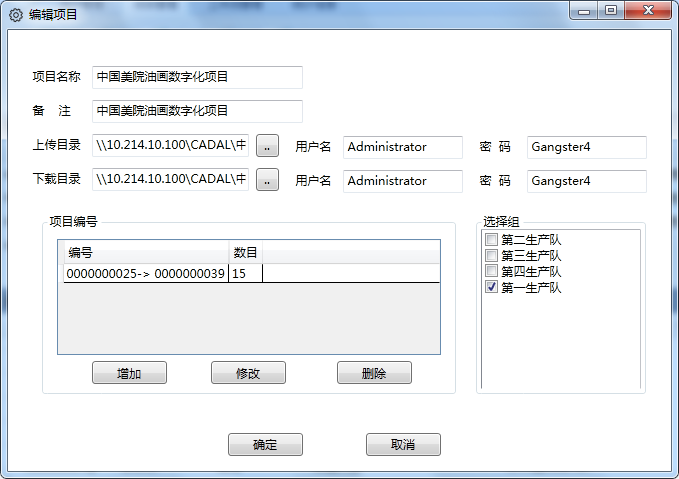 编辑项目
项目名称 中国美院油画数字化项目
备 注 中国美院油画数字化项目
上传目录 \\10.214.10.100\CADAL\中 .. 用户名 Administrator 密 码 Gangster4
下载目录 \\10.214.10.100\CADAL\中 .. 用户名 Administrator 密 码 Gangster4
项目编号
编号 数目
0000000025-> 0000000039 15
增加 修改 删除
选择组
第二生产队
第三生产队
第四生产队
第一生产队
确定 取消